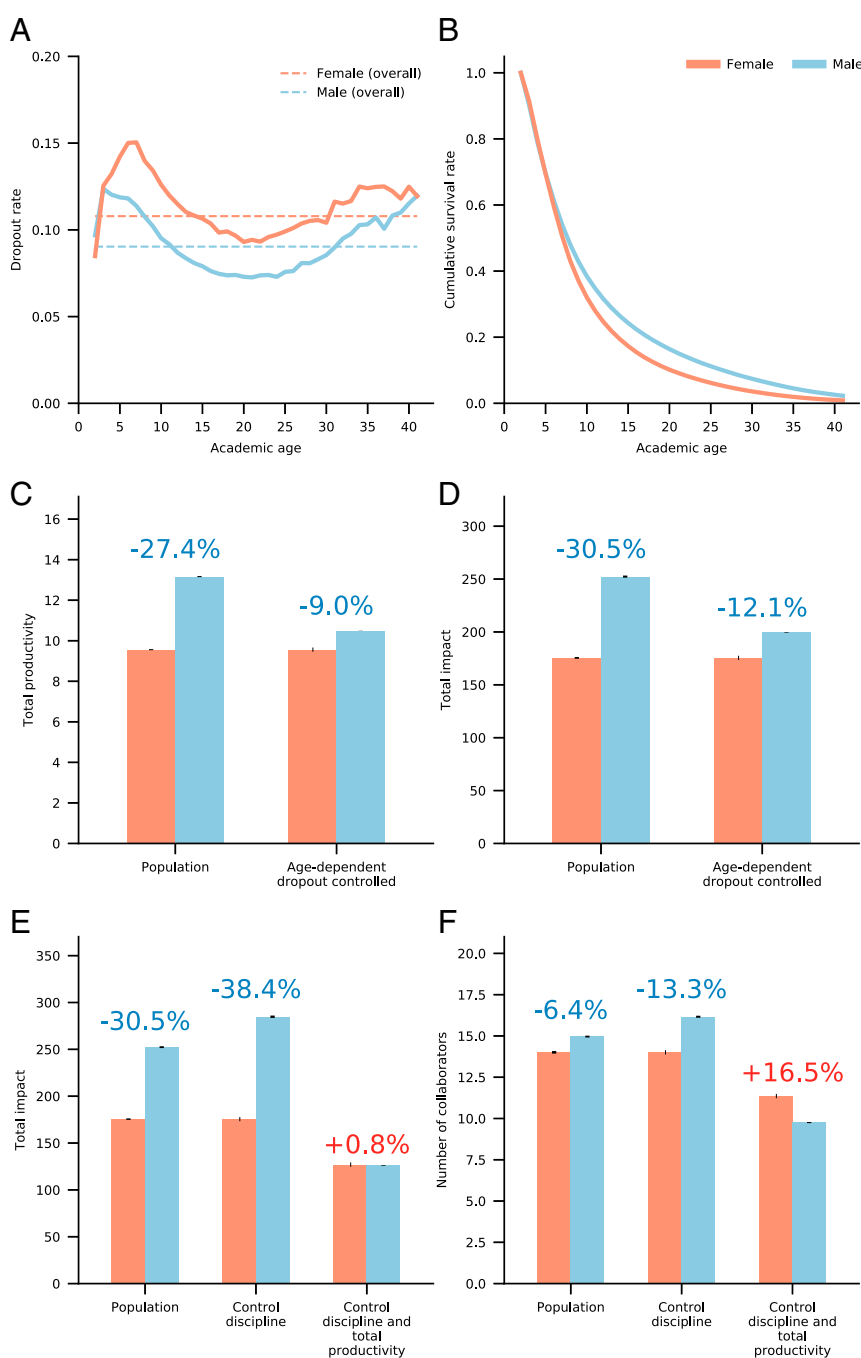 A
0.20
0.15
0.10
0.05
0.00
Dropout rate
Female (overall)
Male (overall)
0 5 10 15 20 25 30 35 40
Academic age
B
1.0
0.8
0.6
0.4
0.2
0.0
Cumulative survival rate
Female
Male
0 5 10 15 20 25 30 35 40
Academic age
C
16
14
12
10
8
6
4
2
0
Total productivity
-27.4%
-9.0%
Population
Age-dependent
dropout controlled
D
300
250
200
150
100
50
0
Total impact
-30.5%
-12.1%
Population
Age-dependent
dropout controlled
E
350
300
250
200
150
100
50
0
Total impact
-30.5%
-38.4%
+0.8%
Population
Control
discipline
Control
discipline and
total
productivity
F
20.0
17.5
15.0
12.5
10.0
7.5
5.0
2.5
0.0
Number of collaborators
-6.4%
-13.3%
+16.5%
Population
Control
discipline
Control
discipline and
total
productivity